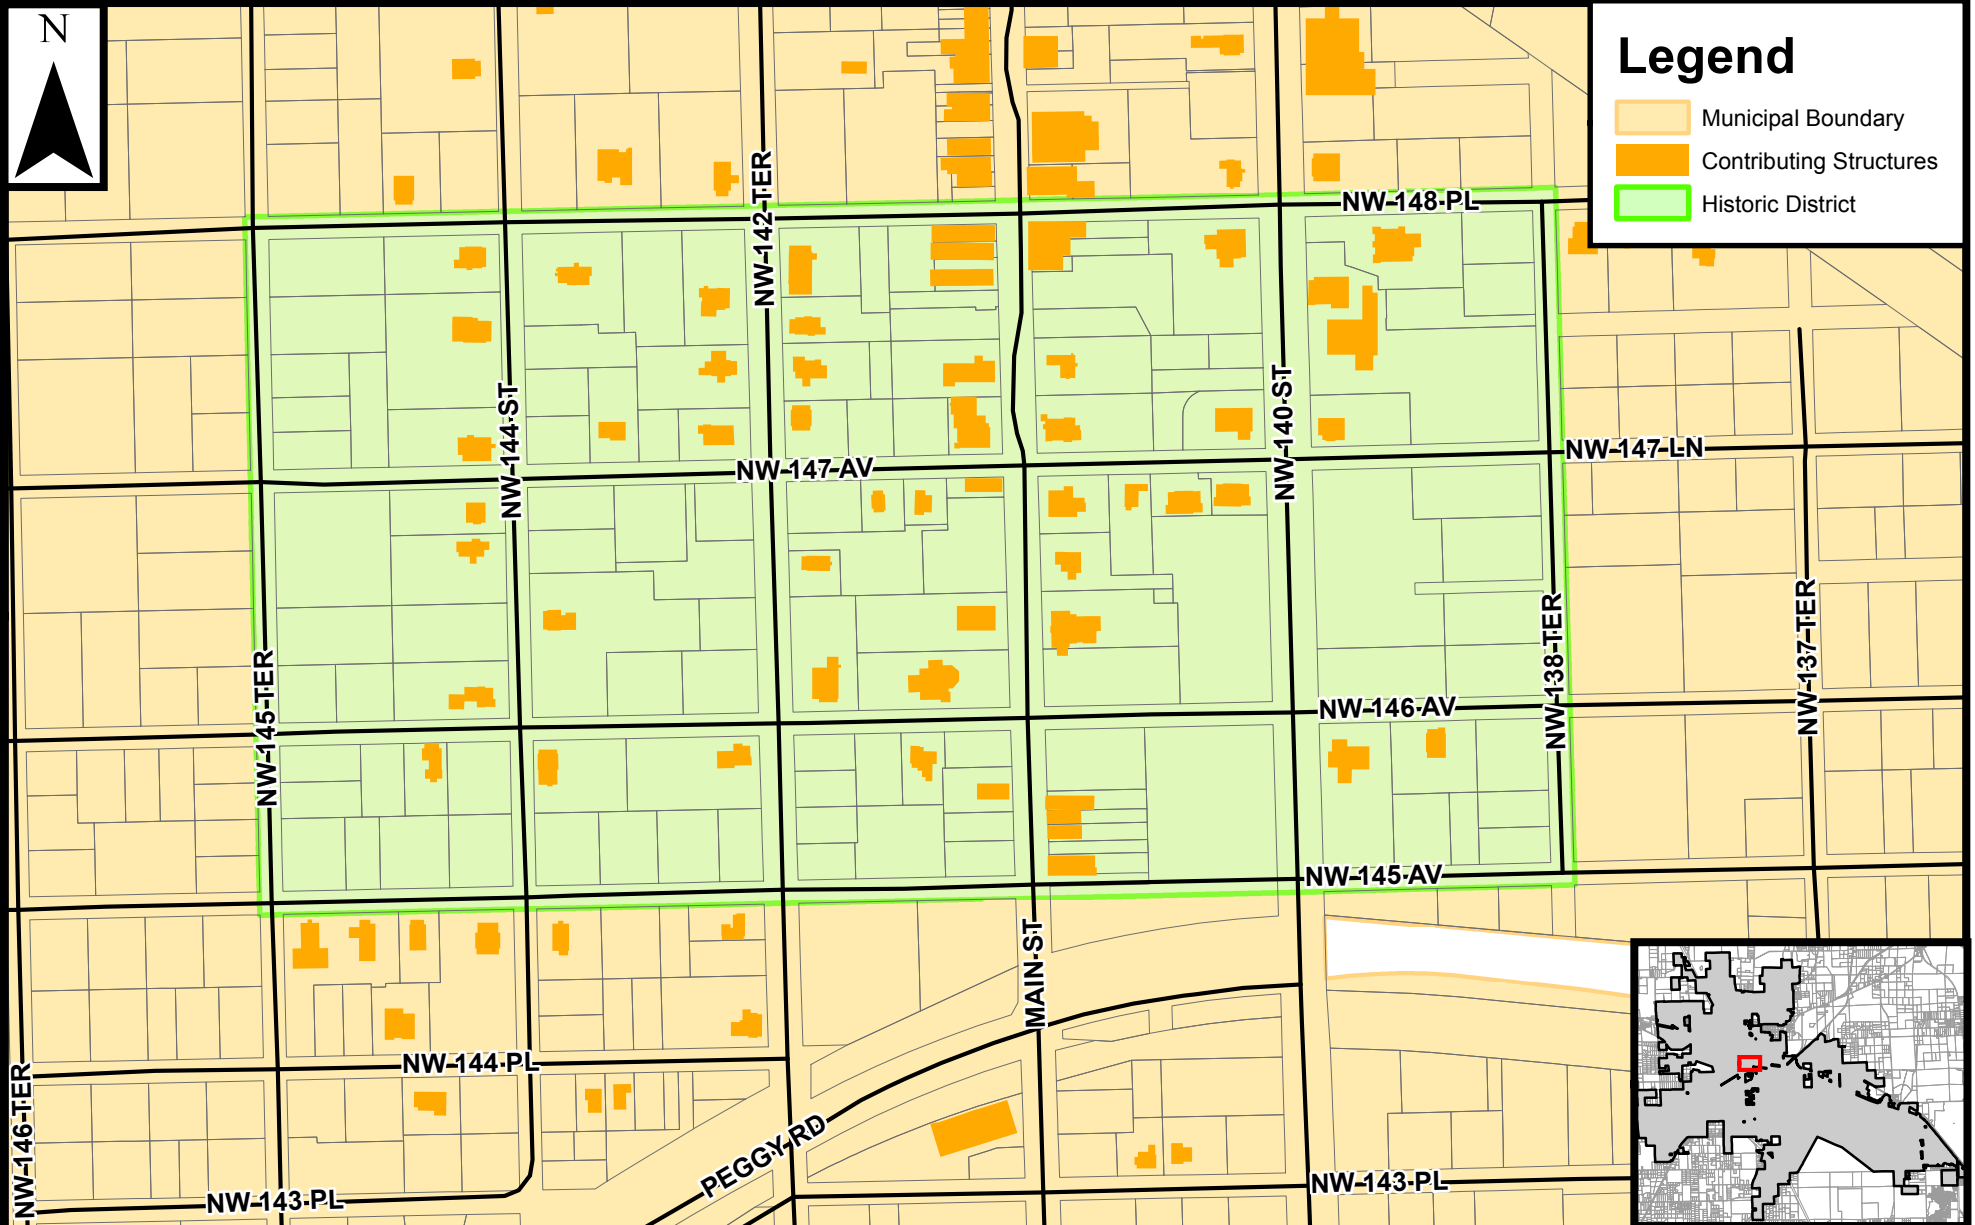 N
Legend
Municipal Boundary
Contributing Structures
Historic District
NW 148 PL
NW 142 TER
NW 144 ST
NW 140 ST
NW 147 AV
NW 147 LN
NW 145 TER
NW 138 TER
NW 137 TER
NW 146 AV
NW 145 AV
MAIN ST
NW 144 PL
NW 146 TER
PEGGY RD
NW 143 PL
NW 143 PL